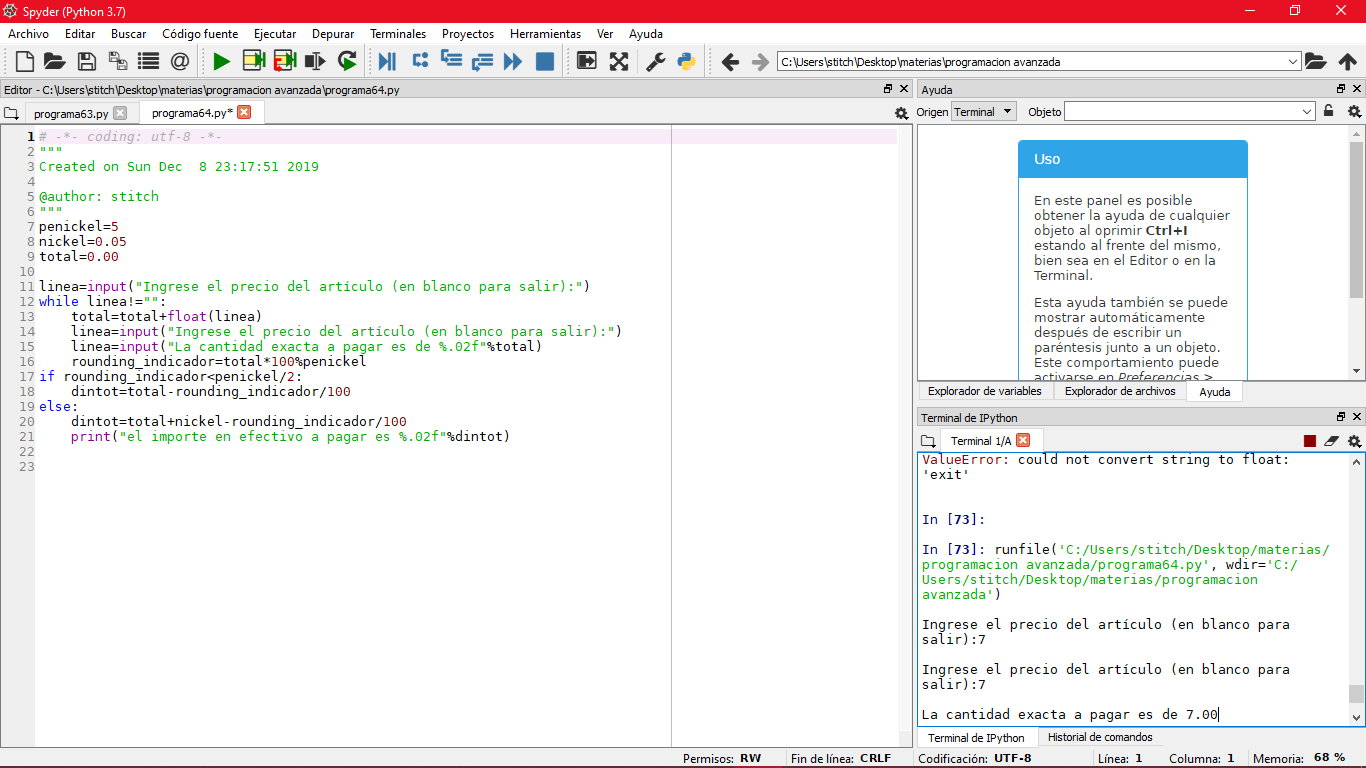 Spyder (Python 3.7)
Archivo Editar Buscar Código fuente Ejecutar Depurar Terminales Proyectos Herramientas Ver Ayuda
C:\Users\stitch\Desktop\materias\programacion avanzada
Editor - C:\Users\stitch\Desktop\materias\programacion avanzada\programa64.py
programa63.py programa64.py*
1 # -*- coding: utf-8 -*-
2 """
3 Created on Sun Dec  8 23:17:51 2019
4
5 @author: stitch
6 """
7 penickel=5
8 nickel=0.05
9 total=0.00
10
11 linea=input("Ingrese el precio del artículo (en blanco para salir):")
12 while linea!="":
13     total=total+float(linea)
14     linea=input("Ingrese el precio del artículo (en blanco para salir):")
15     linea=input("La cantidad exacta a pagar es de %.02f"%total)
16     rounding_indicador=total*100%penickel
17 if rounding_indicador<penickel/2:
18     dintot=total-rounding_indicador/100
19 else:
20     dintot=total+nickel-rounding_indicador/100
21     print("el importe en efectivo a pagar es %.02f"%dintot)
22
23
Ayuda
Origen Terminal Objeto
Uso
En este panel es posible
obtener la ayuda de cualquier
objeto al oprimir Ctrl+I
estando al frente del mismo,
bien sea en el Editor o en la
Terminal.
Esta ayuda también se puede
mostrar automáticamente
después de escribir un
paréntesis junto a un objeto.
Este comportamiento puede
activarse en Preferencias >
Explorador de variables Explorador de archivos Ayuda
Terminal de IPython
Terminal 1/A
ValueError: could not convert string to float:
'exit'
In [73]:
In [73]: runfile('C:/Users/stitch/Desktop/materias/
programacion avanzada/programa64.py', wdir='C:/
Users/stitch/Desktop/materias/programacion
avanzada')
Ingrese el precio del artículo (en blanco para
salir):7
Ingrese el precio del artículo (en blanco para
salir):7
La cantidad exacta a pagar es de 7.00
Terminal de IPython Historial de comandos
Permisos: RW Fin de línea: CRLF Codificación: UTF-8 Línea: 1 Columna: 1 Memoria: 68 %